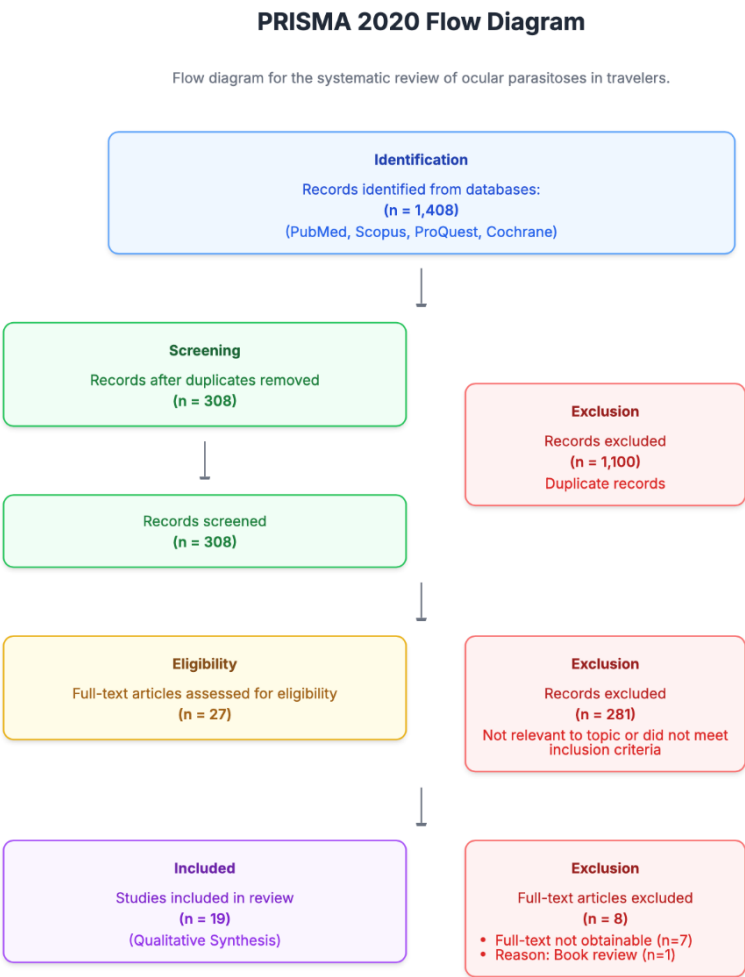 PRISMA 2020 Flow Diagram
Flow diagram for the systematic review of ocular parasitoses in travelers.
Identification
Records identified from databases:
(n = 1,408)
(PubMed, Scopus, ProQuest, Cochrane)
Screening
Records after duplicates removed
(n = 308)
Exclusion
Records excluded
(n = 1,100)
Duplicate records
Records screened
(n = 308)
Eligibility
Full-text articles assessed for eligibility
(n = 27)
Exclusion
Records excluded
(n = 281)
Not relevant to topic or did not meet
inclusion criteria
Included
Studies included in review
(n = 19)
(Qualitative Synthesis)
Exclusion
Full-text articles excluded
(n = 8)
• Full-text not obtainable (n=7)
• Reason: Book review (n=1)